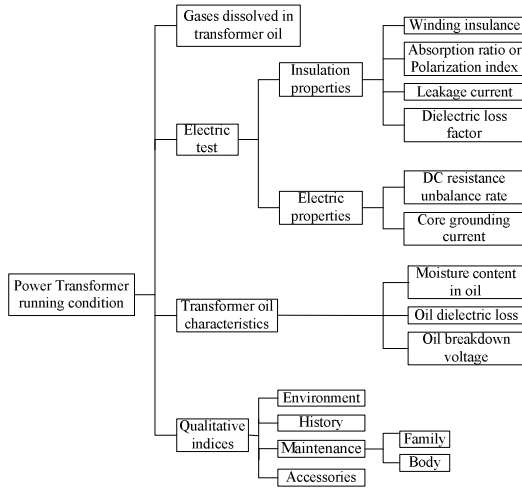 Gases dissolved in
transformer oil
Winding insulance
Absorption ratio or
Polarization index
Insulation
properties
Leakage current
Dielectric loss
factor
Electric
test
DC resistance
unbalance rate
Electric
properties
Core grounding
current
Power Transformer
running condition
Moisture content
in oil
Transformer oil
characteristics
Oil dielectric loss
Oil breakdown
voltage
Qualitative
indices
Environment
History
Maintenance
Family
Body
Accessories